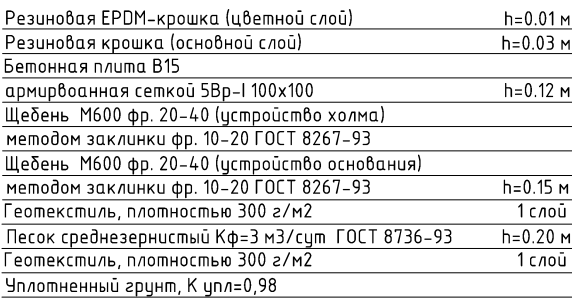 Резиновая EPDM-крошка (цветной слой) h=0.01 м
Резиновая крошка (основной слой) h=0.03 м
Бетонная плита В15
армирвоанная сеткой 5Вр-I 100х100 h=0.12 м
Щебень М600 фр. 20-40 (устройство холма)
методом заклинки фр. 10-20 ГОСТ 8267-93
Щебень М600 фр. 20-40 (устройство основания)
методом заклинки фр. 10-20 ГОСТ 8267-93 h=0.15 м
Геотекстиль, плотностью 300 г/м2 1 слой
Песок среднезернистый Кф=3 м3/сут ГОСТ 8736-93 h=0.20 м
Геотекстиль, плотностью 300 г/м2 1 слой
Уплотненный грунт, К упл=0,98